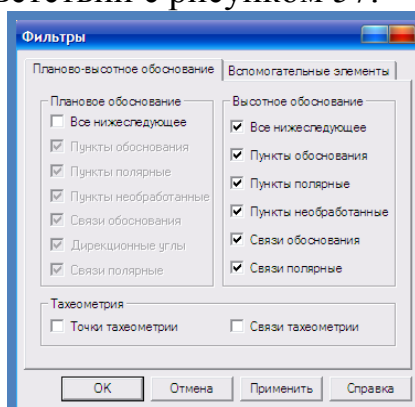 ветствии с рисунком 37.
Фильтры
Планово-высотное обоснование
Вспомогательные элементы
Плановое обоснование
Все нижеследующее
Пункты обоснования
Пункты полярные
Пункты необработанные
Связи обоснования
Дирекционные углы
Связи полярные
Высотное обоснование
Все нижеследующее
Пункты обоснования
Пункты полярные
Пункты необработанные
Связи обоснования
Связи полярные
Тахеометрия
Точки тахеометрии
Связи тахеометрии
OK
Отмена
Применить
Справка